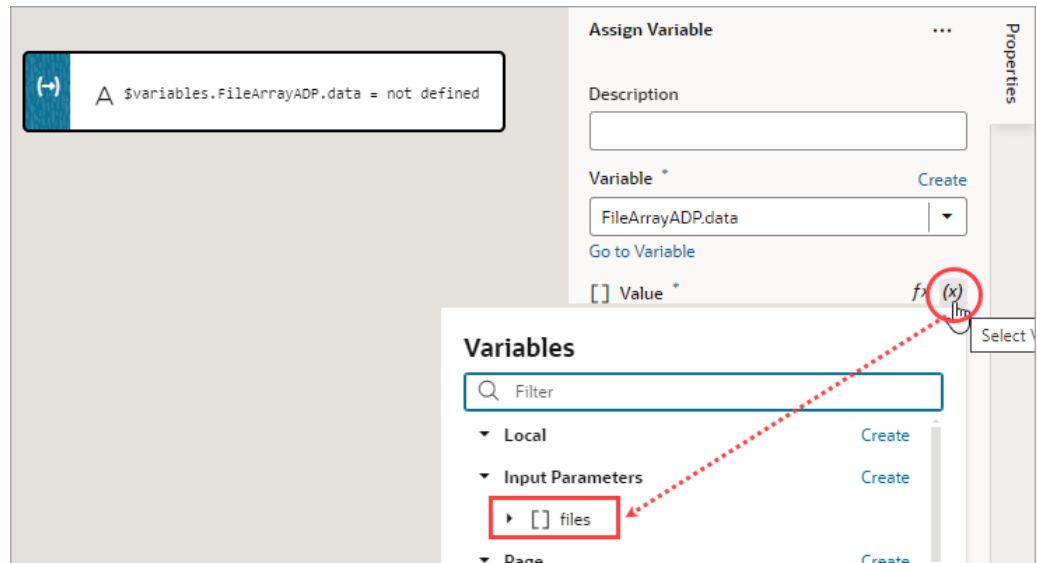 Assign Variable
Properties
(→) A $variables.FileArrayADP.data = not defined
Description
Variable * Create
FileArrayADP.data
Go to Variable
[] Value * fx (x)
Select
Variables
Filter
Local Create
Input Parameters Create
[] files
Page Create